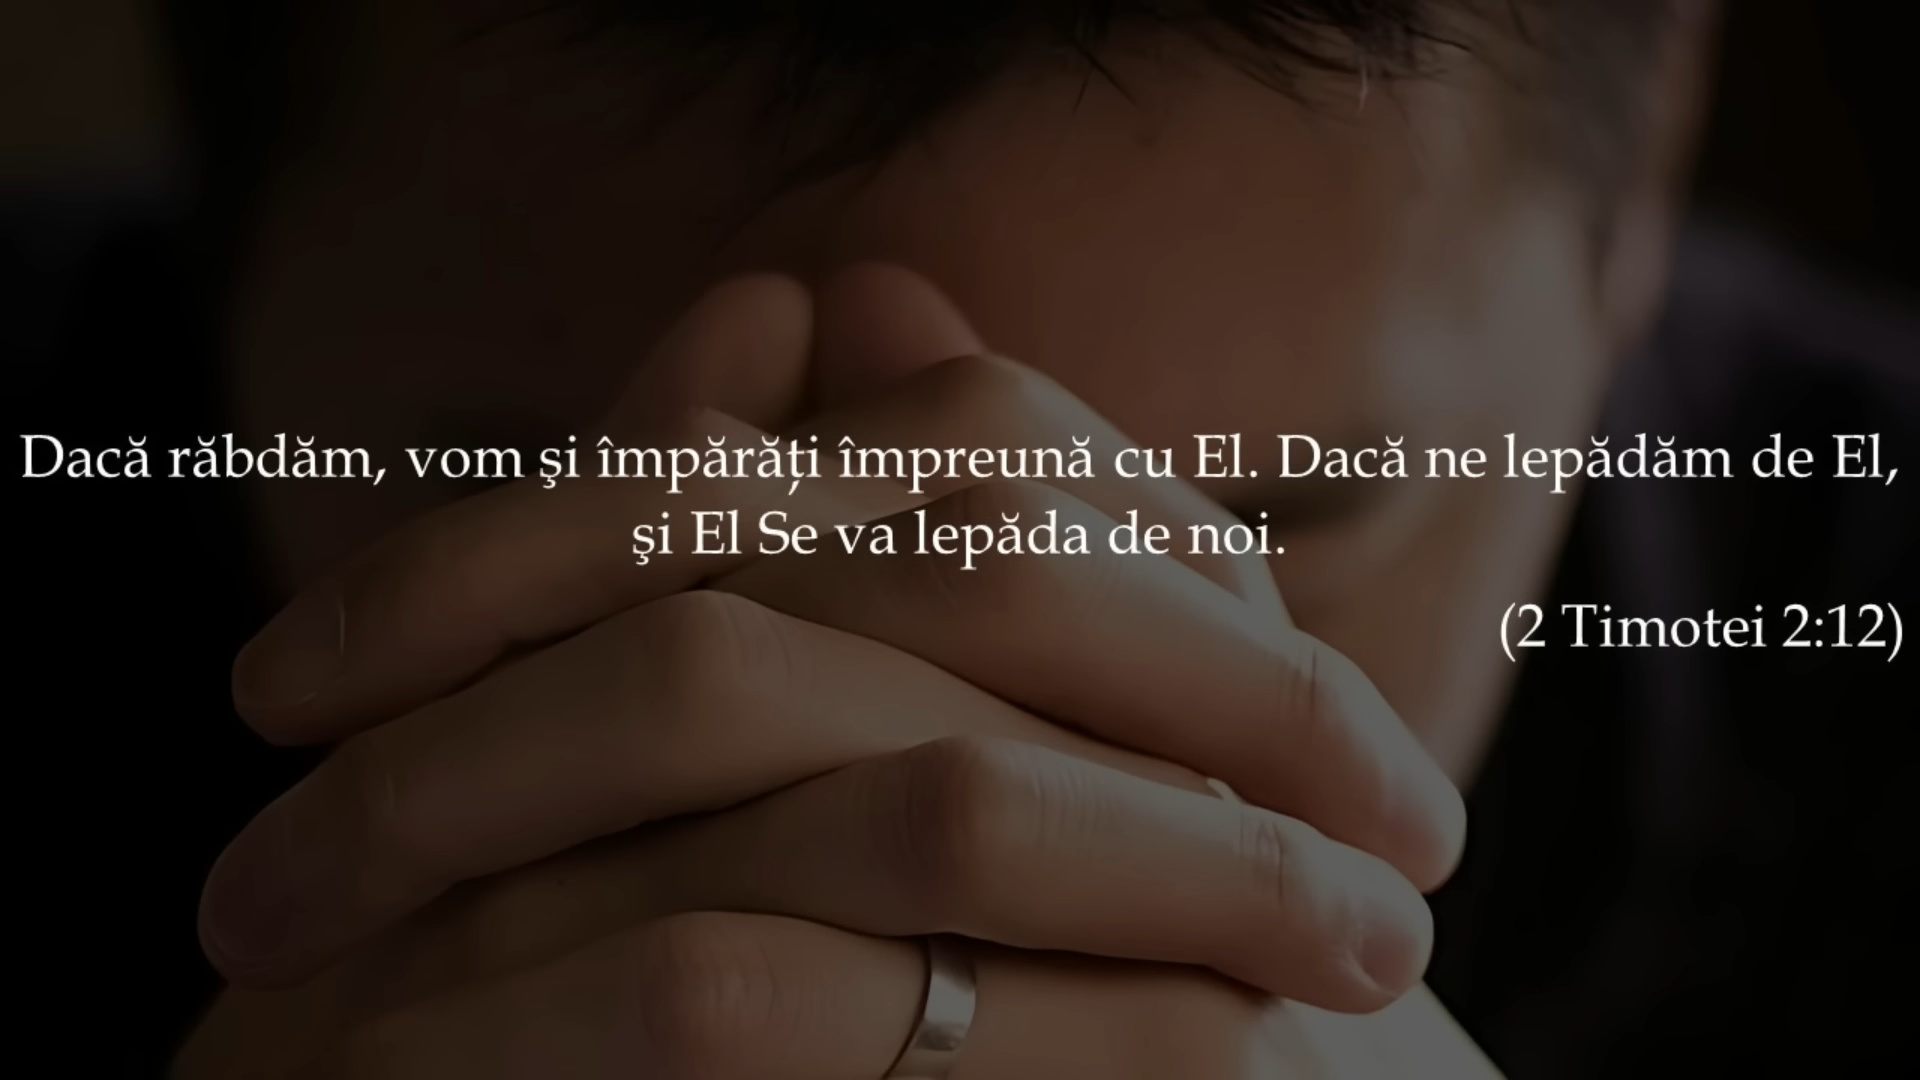 Dacă răbdăm, vom şi împărăți împreună cu El. Dacă ne lepădăm de El,
şi El Se va lepăda de noi.
(2 Timotei 2:12)